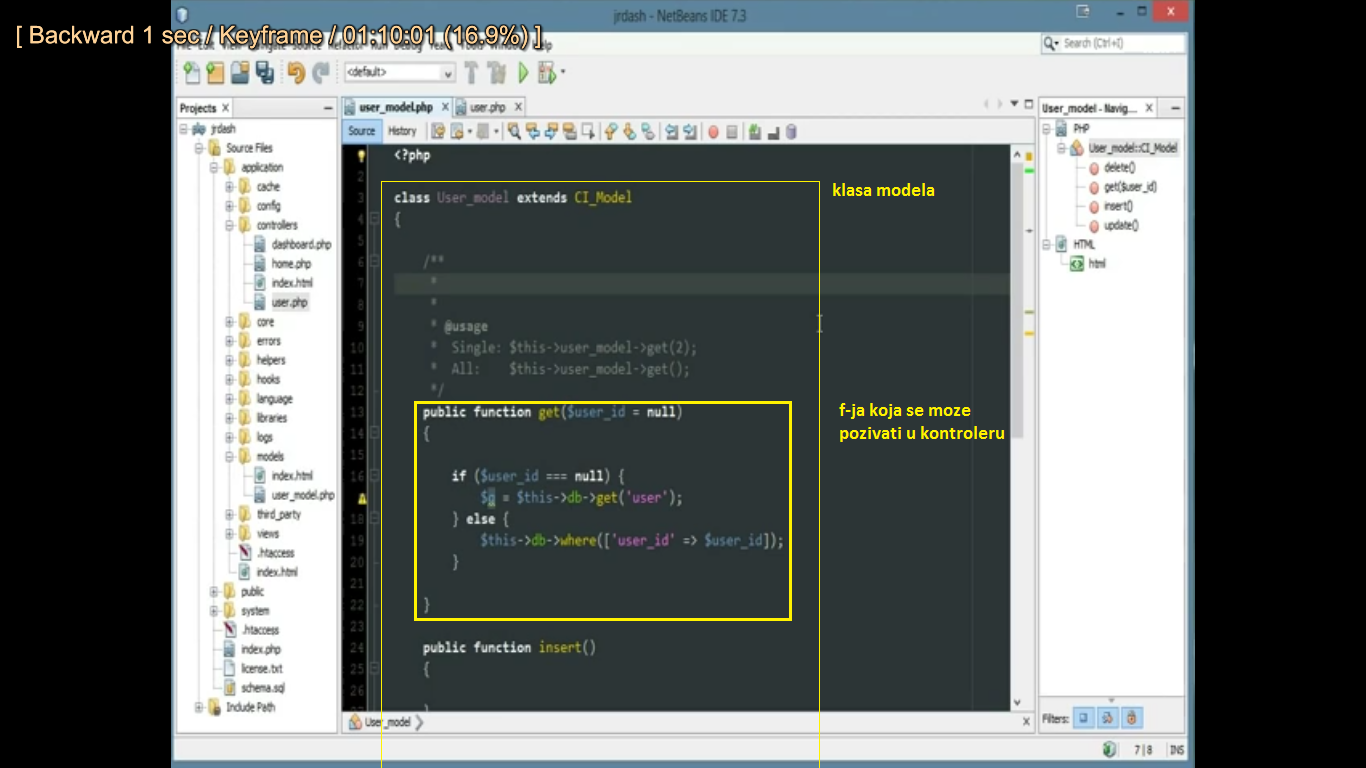 jrdash - NetBeans IDE 7.3
[ Backward 1 sec / Keyframe / 01:10:01 (16.9%) ]
Search (Ctrl+I)
<default>
Projects
user_model.php
user.php
User_model - Navig...
Source
History
jrdash
Source Files
application
cache
config
controllers
dashboard.php
home.php
index.html
user.php
core
errors
helpers
hooks
language
libraries
logs
models
index.html
user_model.php
third_party
views
.htaccess
index.html
public
system
.htaccess
index.php
license.txt
schema.sql
Include Path
<?php
2
3 class User_model extends CI_Model
4 {
5
6 /**
7 *
8 *
9 * @usage
10 * Single: $this->user_model->get(2);
11 * All: $this->user_model->get();
12 */
13 public function get($user_id = null)
14 {
15
16 if ($user_id === null) {
$q = $this->db->get('user');
18 } else {
19 $this->db->where(['user_id' => $user_id]);
20 }
21
22 }
23
24 public function insert()
25 {
26
klasa modela
f-ja koja se moze
pozivati u kontroleru
PHP
User_model::CI_Model
delete()
get($user_id)
insert()
update()
HTML
html
User_model
Filters:
7|8 INS